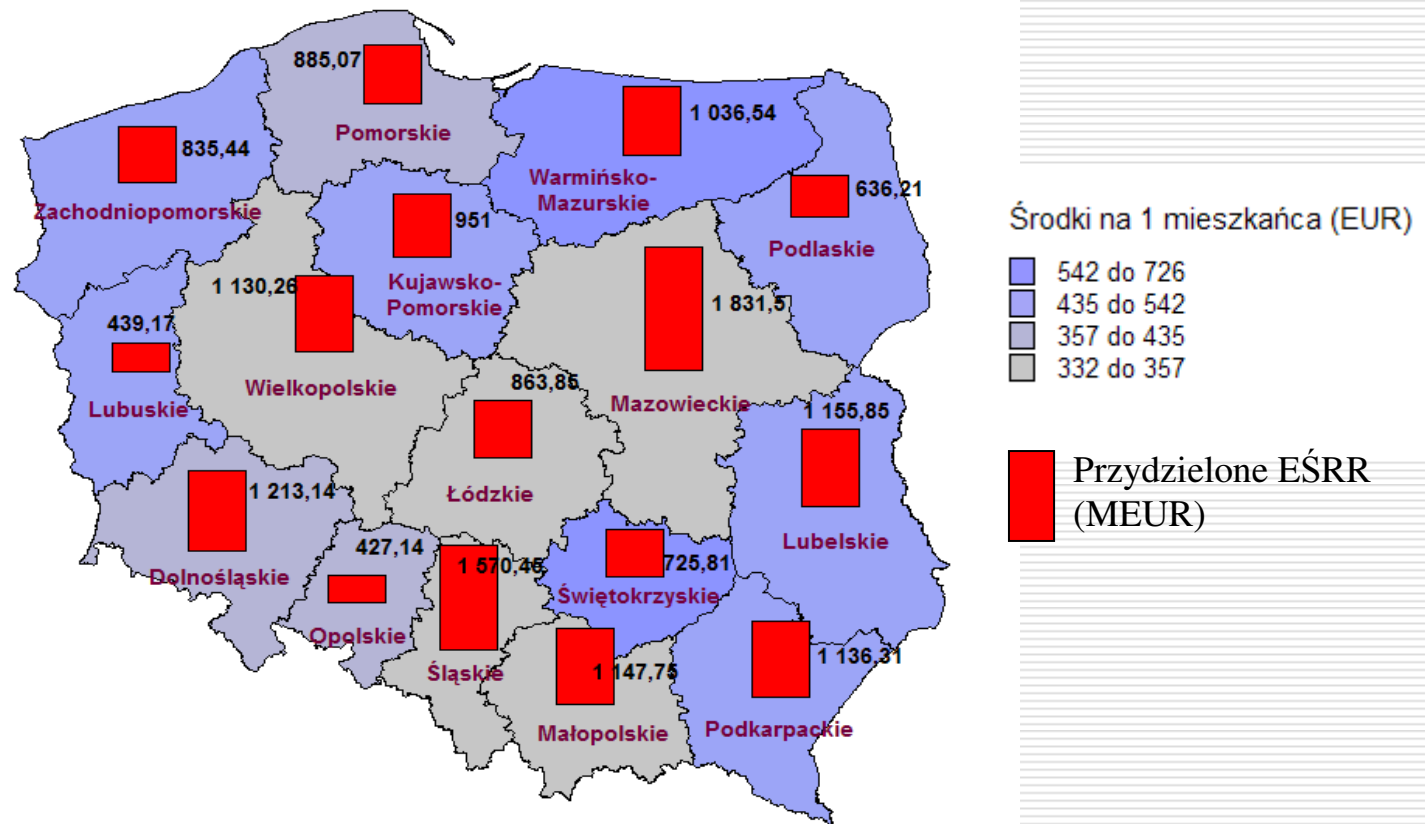 885,07
Pomorskie
835,44
Zachodniopomorskie
1 036,54
Warmińsko-
Mazurskie
636,21
Podlaskie
951
Kujawsko-
Pomorskie
1 130,26
Wielkopolskie
439,17
Lubuskie
1 831,5
Mazowieckie
863,85
Łódzkie
1 155,85
Lubelskie
1 213,14
Dolnośląskie
427,14
Opolskie
1 570,45
Śląskie
725,81
Świętokrzyskie
1 147,75
Małopolskie
1 136,31
Podkarpackie
Środki na 1 mieszkańca (EUR)
542 do 726
435 do 542
357 do 435
332 do 357
Przydzielone EŚRR
(MEUR)